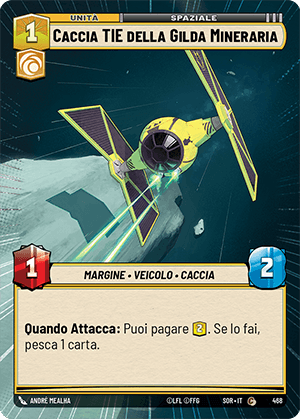 UNITÀ
SPAZIALE
1
CACCIA TIE DELLA GILDA MINERARIA
1
2
MARGINE • VEICOLO • CACCIA
Quando Attacca: Puoi pagare 2. Se lo fai,
pesca 1 carta.
ANDRÉ MEALHA ©LFL ©FFG SOR•IT C 468